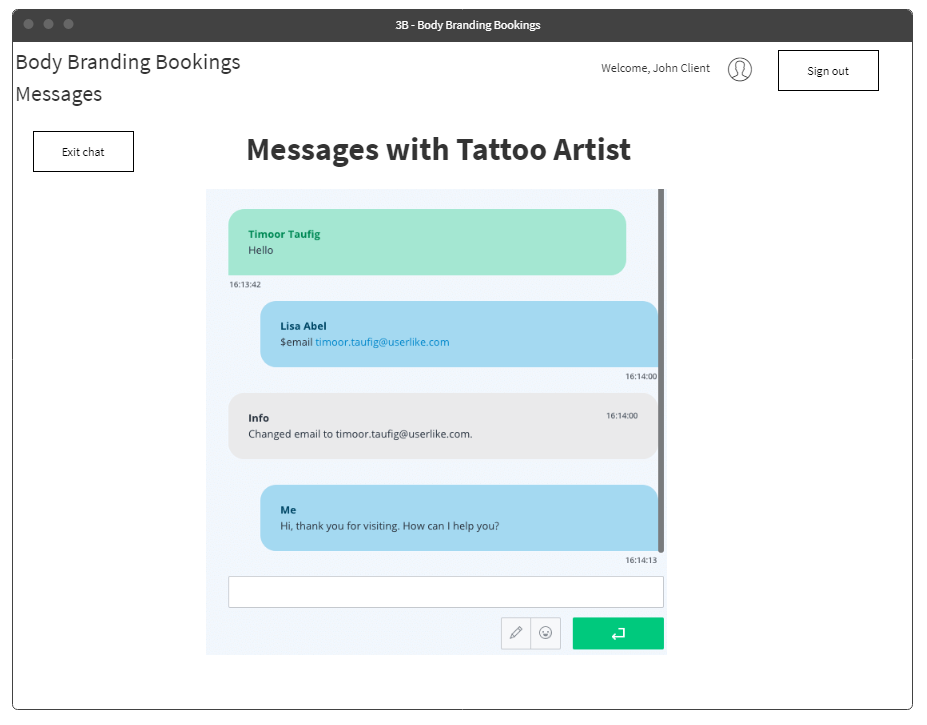 3B - Body Branding Bookings
Body Branding Bookings
Welcome, John Client
Sign out
Messages
Exit chat
Messages with Tattoo Artist
Timoor Taufig
Hello
16:13:42
Lisa Abel
$email timoor.taufig@userlike.com
16:14:00
Info
16:14:00
Changed email to timoor.taufig@userlike.com.
Me
Hi, thank you for visiting. How can I help you?
16:14:13